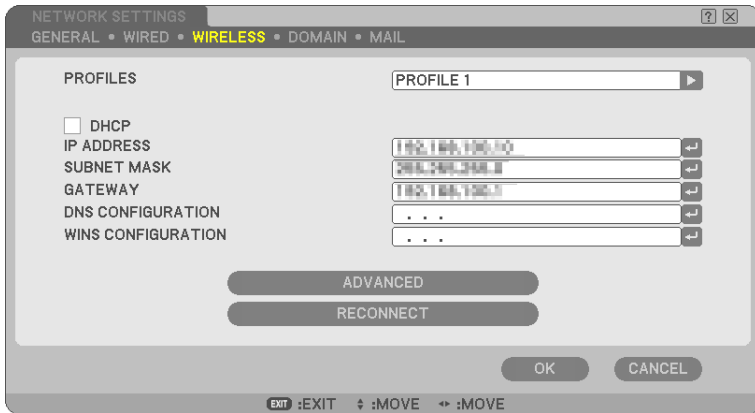 NETWORK SETTINGS
GENERAL • WIRED • WIRELESS • DOMAIN • MAIL
PROFILES PROFILE 1
DHCP
IP ADDRESS
SUBNET MASK
GATEWAY
DNS CONFIGURATION . . .
WINS CONFIGURATION . . .
ADVANCED
RECONNECT
OK CANCEL
EXIT :EXIT :MOVE :MOVE